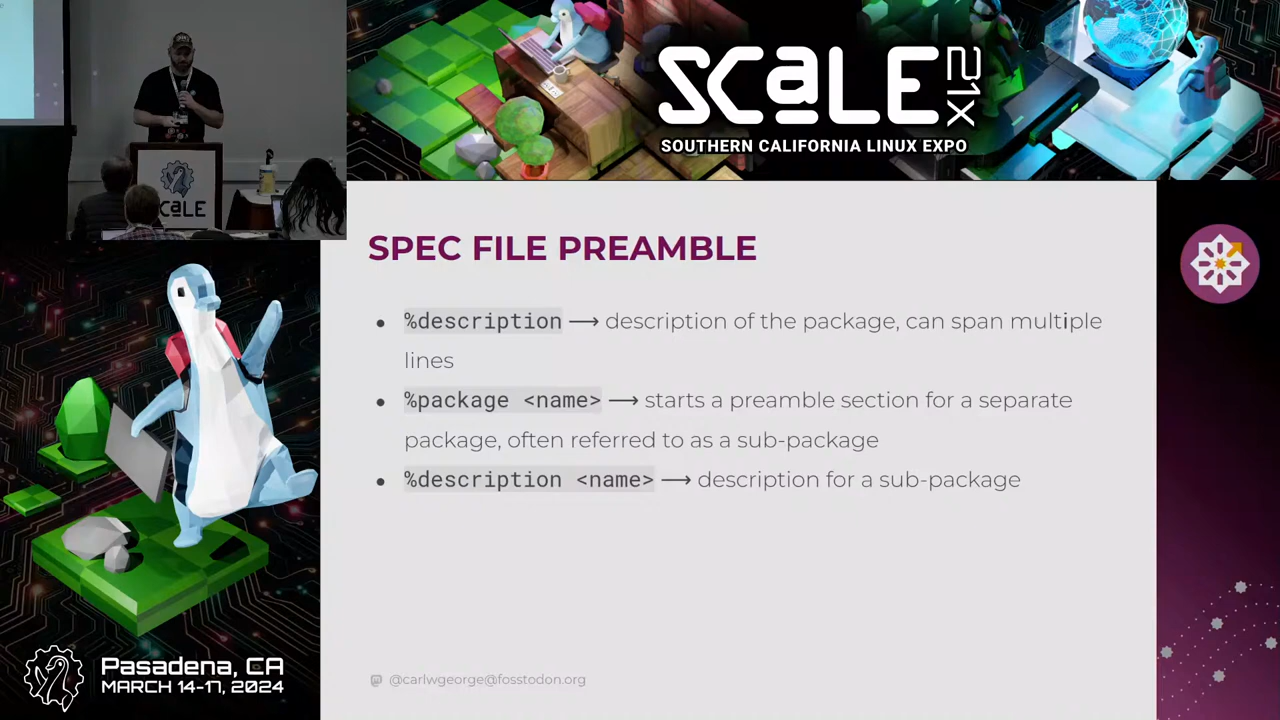 SCALE 21X
SOUTHERN CALIFORNIA LINUX EXPO
SCALE
SPEC FILE PREAMBLE
• %description ⟶ description of the package, can span multiple
lines
• %package <name> ⟶ starts a preamble section for a separate
package, often referred to as a sub-package
• %description <name> ⟶ description for a sub-package
@carlwgeorge@fosstodon.org
Pasadena, CA
MARCH 14-17, 2024